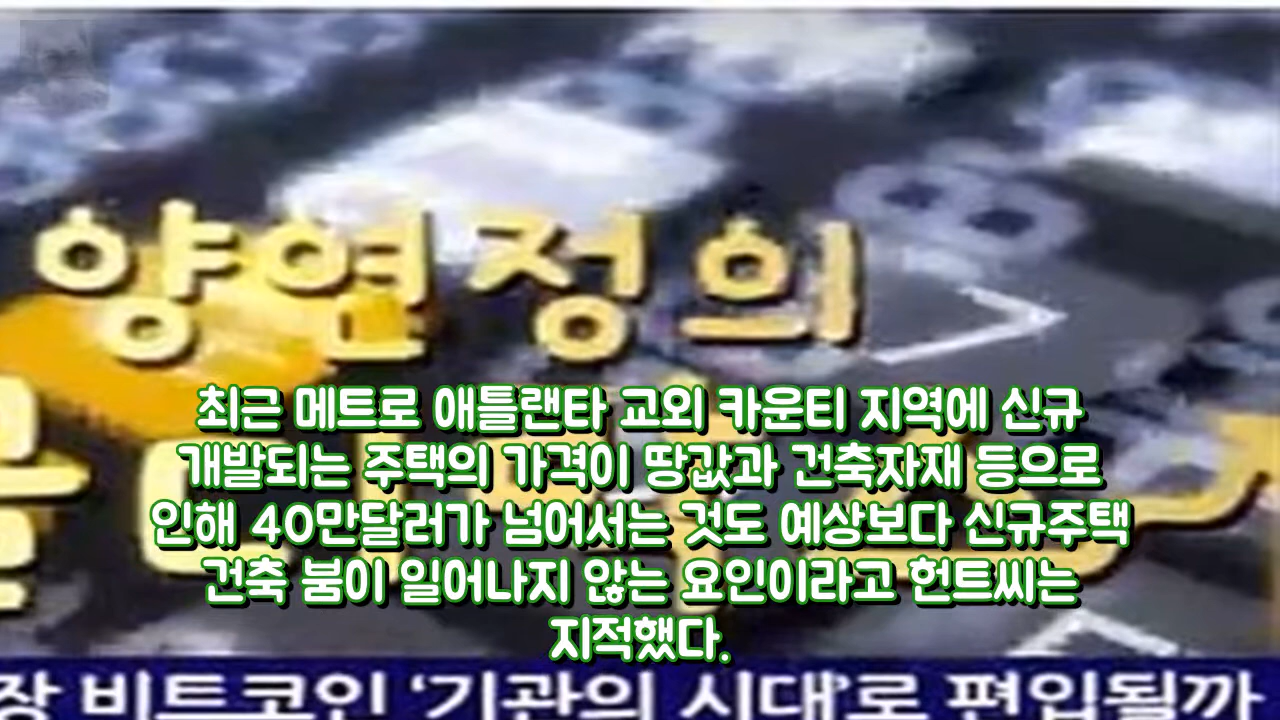 양연정의
최근 메트로 애틀랜타 교외 카운티 지역에 신규
개발되는 주택의 가격이 땅값과 건축자재 등으로
인해 40만달러가 넘어서는 것도 예상보다 신규주택
건축 붐이 일어나지 않는 요인이라고 헌트씨는
지적했다.
장 비트코인 ‘기관의 시대’로 편입될까